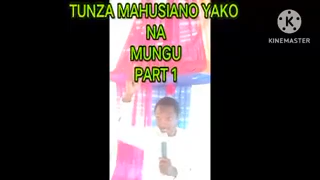 TUNZA MAHUSIANO YAKO
NA
MUNGU
PART 1
KINEMASTER